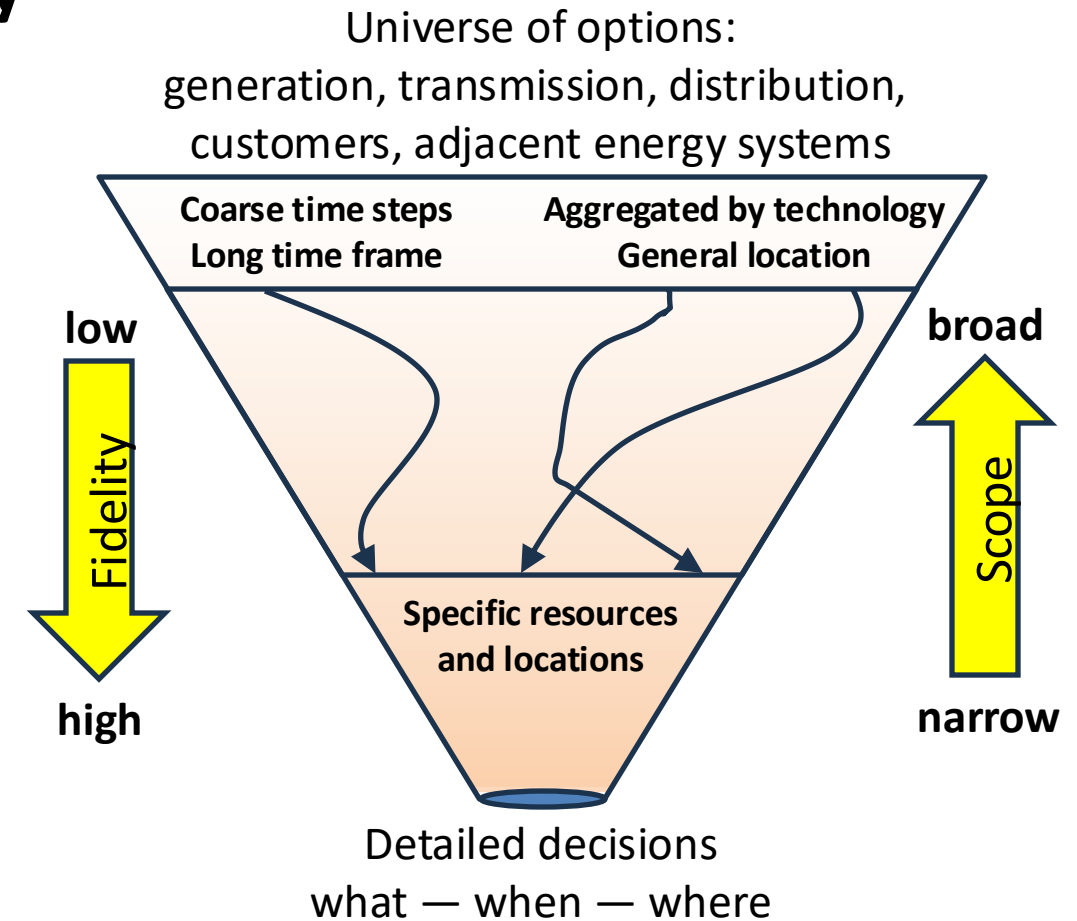 Universe of options:
generation, transmission, distribution,
customers, adjacent energy systems
Coarse time steps
Long time frame
Aggregated by technology
General location
low
Fidelity
high
broad
Scope
narrow
Specific resources
and locations
Detailed decisions
what — when — where